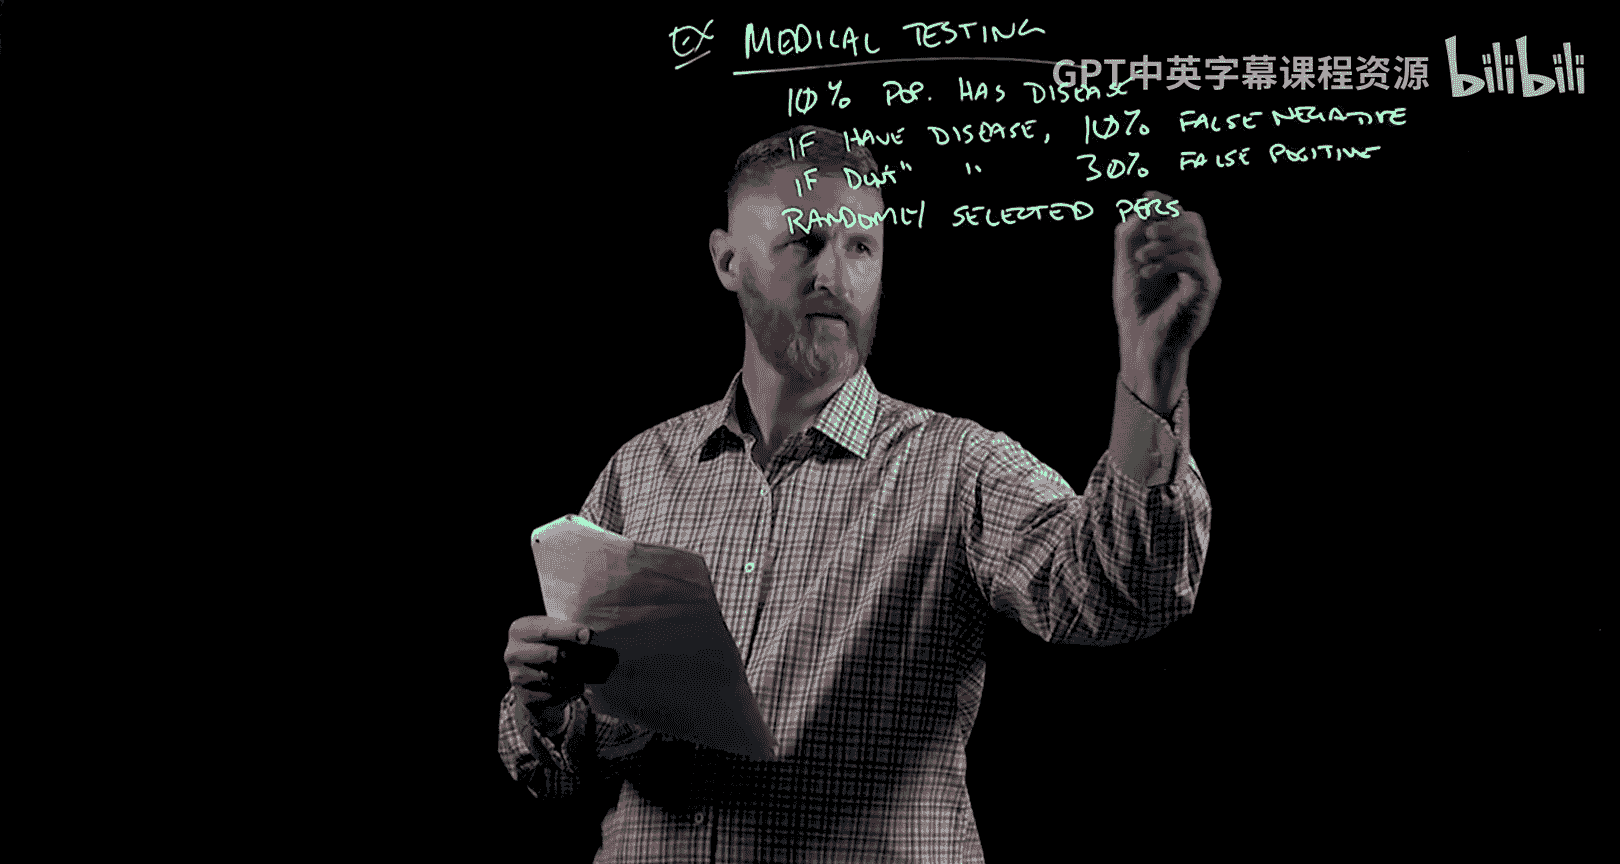 EX MEDICAL TESTING
GPT中英字幕课程资源 bilibili
10% POP. HAS DISEASE
IF HAVE DISEASE, 10% FALSE NEGATIVE
IF DON'T " " 30% FALSE POSITIVE
RANDOMLY SELECTED PERS